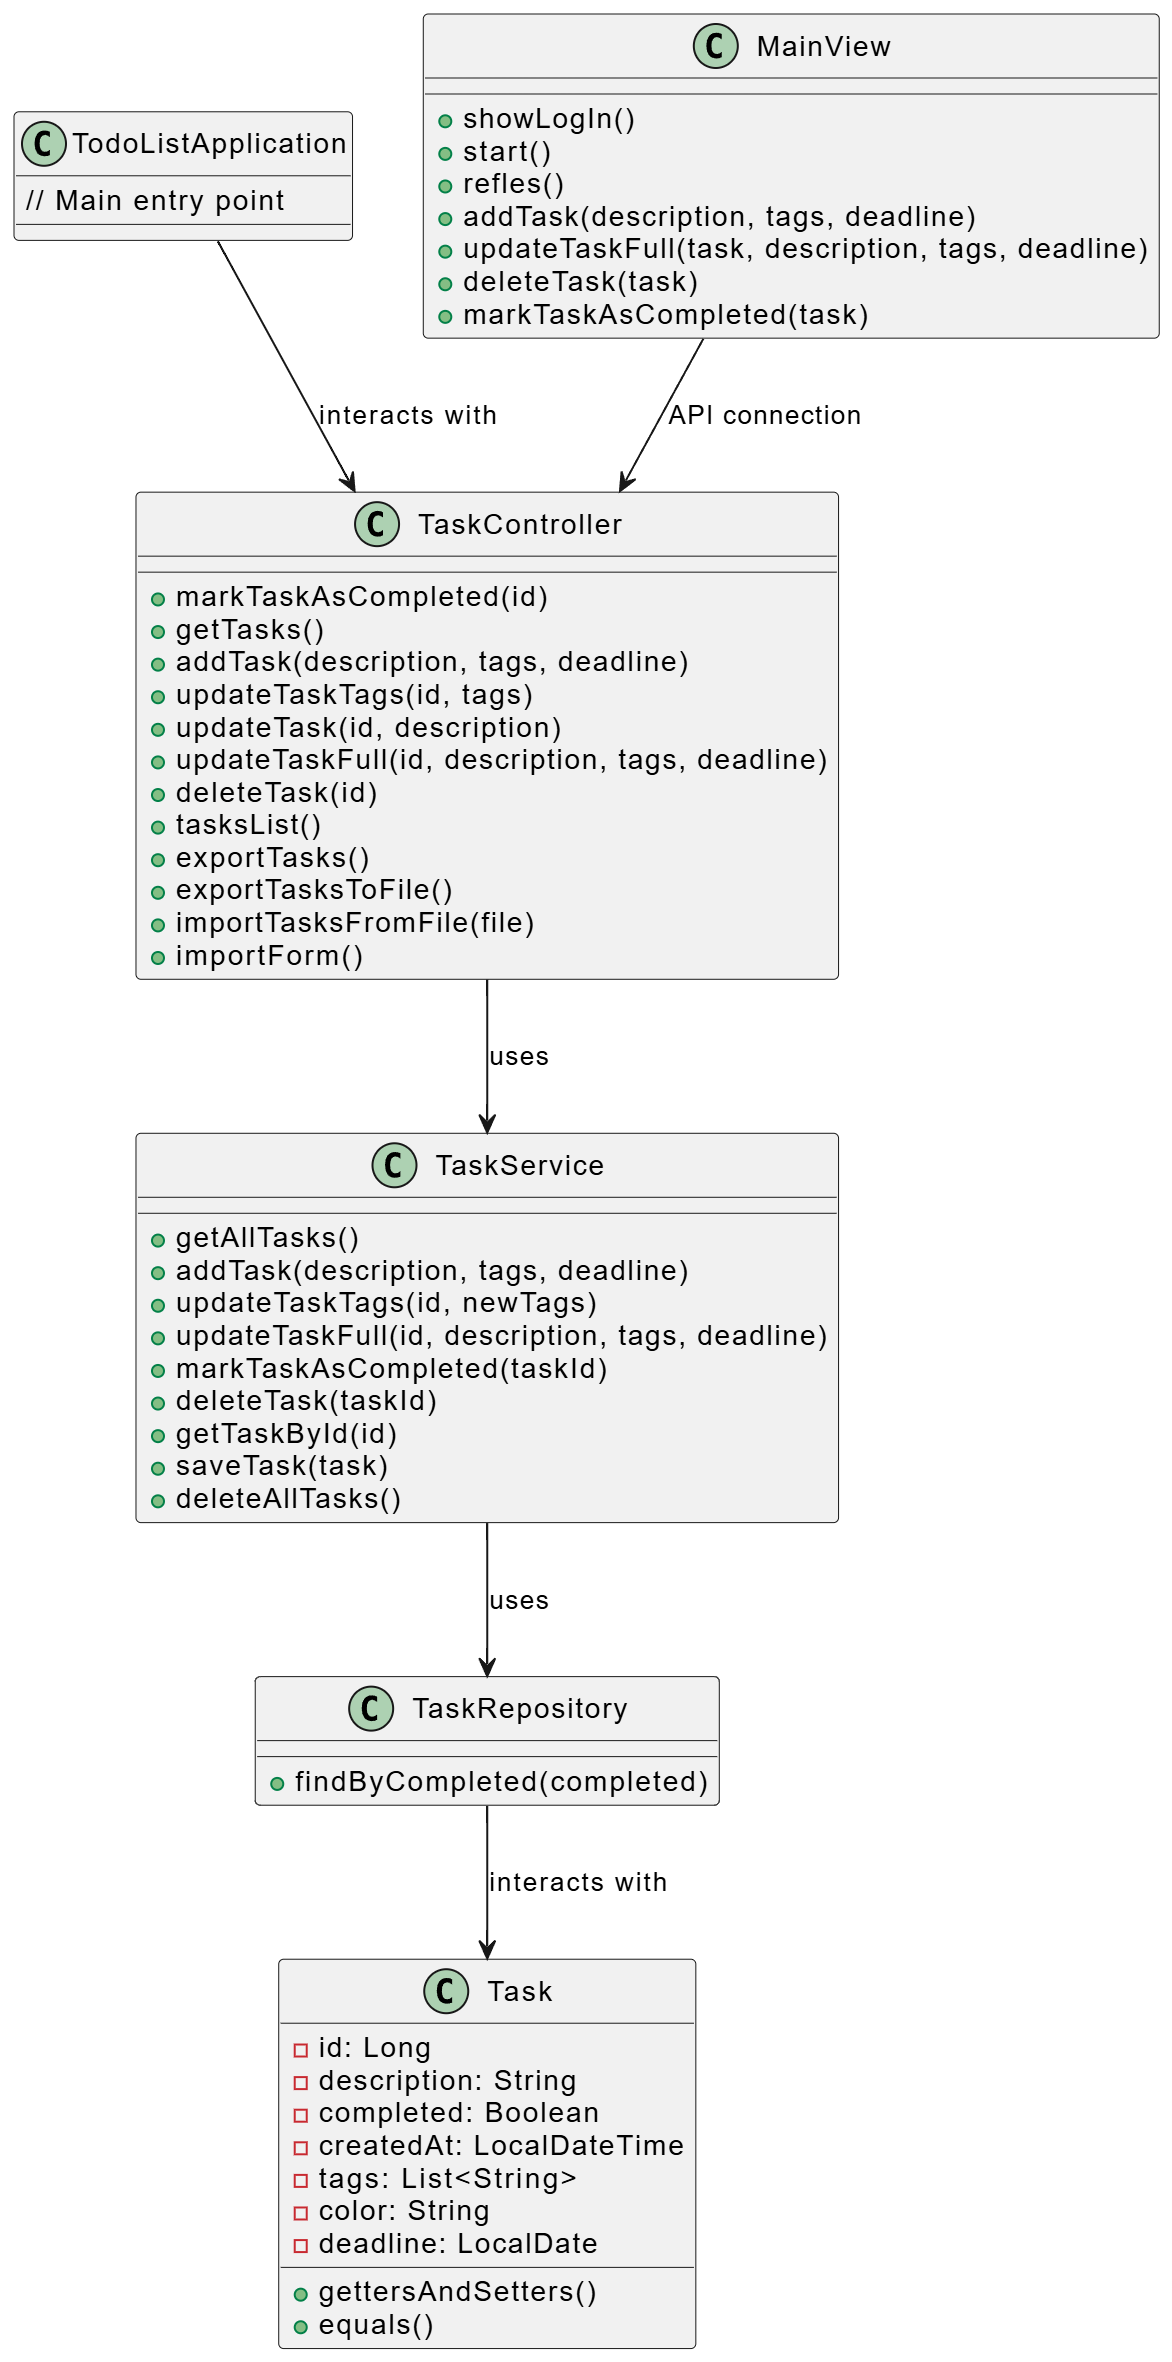 C MainView
showLogIn()
start()
refles()
addTask(description, tags, deadline)
updateTaskFull(task, description, tags, deadline)
deleteTask(task)
markTaskAsCompleted(task)
C TodoListApplication
// Main entry point
interacts with
API connection
C TaskController
markTaskAsCompleted(id)
getTasks()
addTask(description, tags, deadline)
updateTaskTags(id, tags)
updateTask(id, description)
updateTaskFull(id, description, tags, deadline)
deleteTask(id)
tasksList()
exportTasks()
exportTasksToFile()
importTasksFromFile(file)
importForm()
uses
C TaskService
getAllTasks()
addTask(description, tags, deadline)
updateTaskTags(id, newTags)
updateTaskFull(id, description, tags, deadline)
markTaskAsCompleted(taskId)
deleteTask(taskId)
getTaskById(id)
saveTask(task)
deleteAllTasks()
uses
C TaskRepository
findByCompleted(completed)
interacts with
C Task
id: Long
description: String
completed: Boolean
createdAt: LocalDateTime
tags: List<String>
color: String
deadline: LocalDate
gettersAndSetters()
equals()